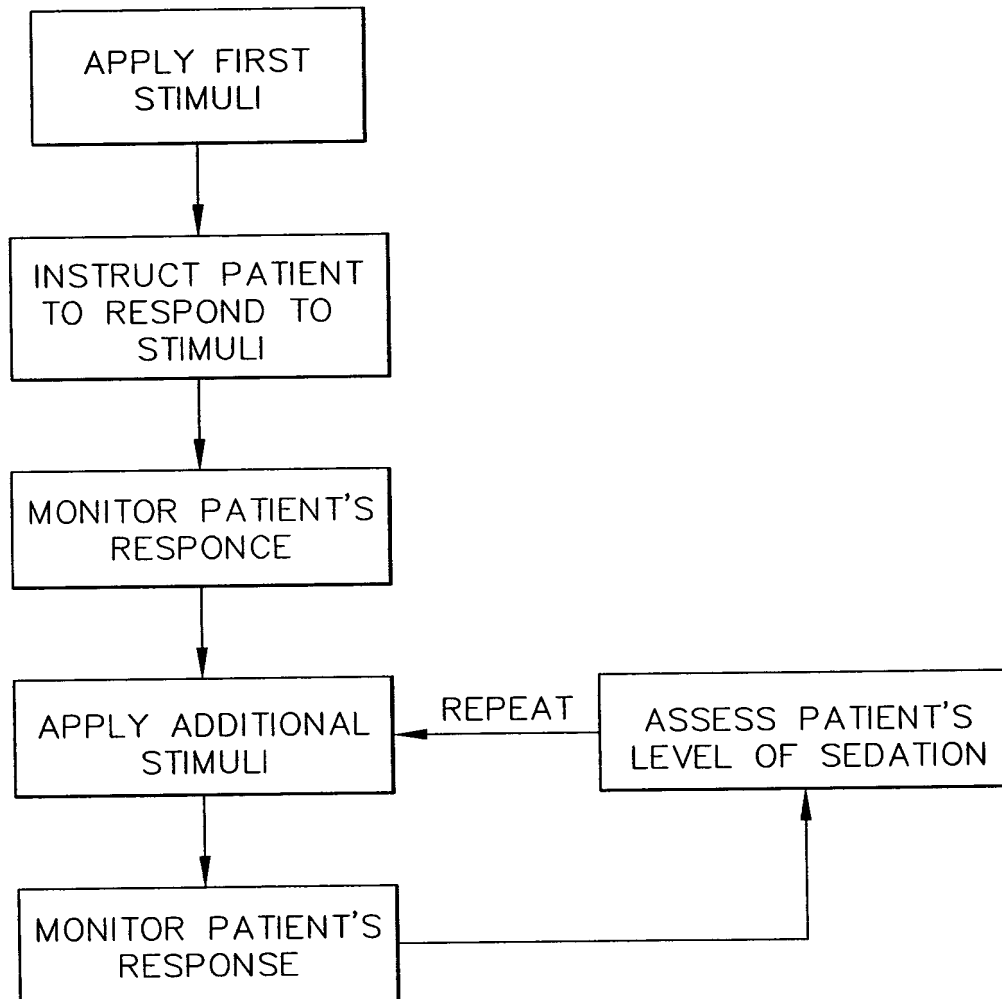 APPLY FIRST
STIMULI
INSTRUCT PATIENT
TO RESPOND TO
STIMULI
MONITOR PATIENT'S
RESPONCE
APPLY ADDITIONAL
STIMULI
REPEAT
ASSESS PATIENT'S
LEVEL OF SEDATION
MONITOR PATIENT'S
RESPONSE